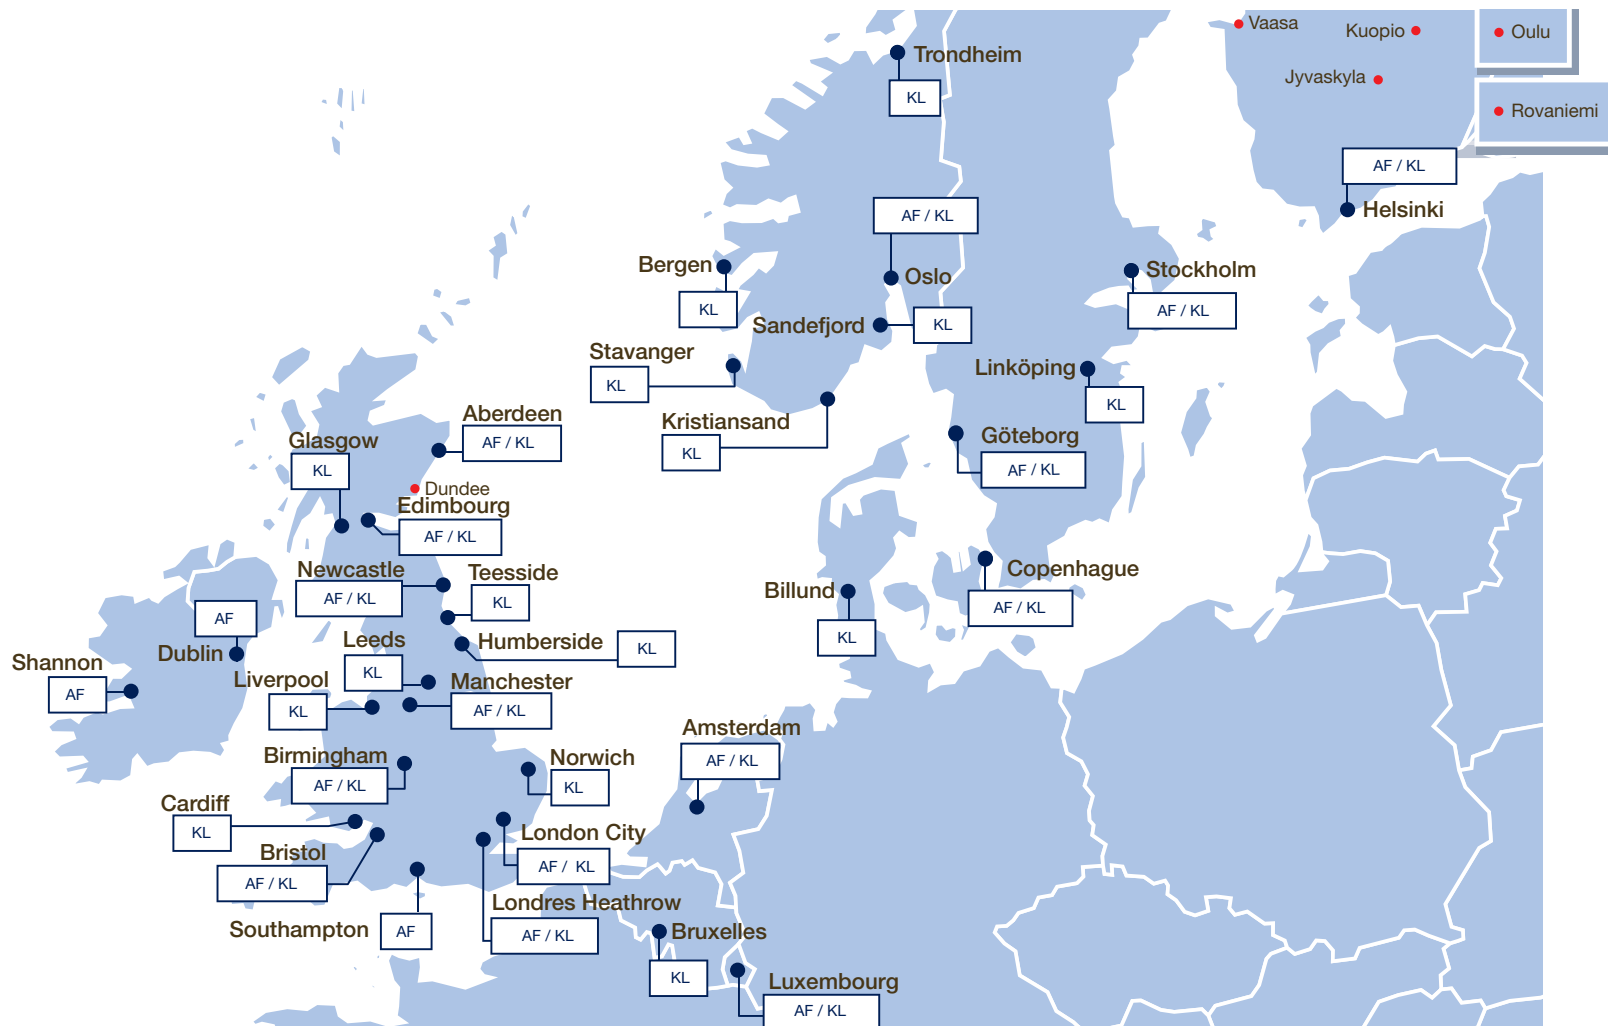 Vaasa
Kuopio
Oulu
Trondheim
KL
Jyvaskyla
Rovaniemi
AF / KL
Helsinki
AF / KL
Oslo
Bergen
KL
Stockholm
AF / KL
Sandefjord
KL
Stavanger
KL
Linköping
KL
Kristiansand
KL
Göteborg
AF / KL
Aberdeen
AF / KL
Glasgow
KL
Dundee
Edimbourg
AF / KL
Newcastle
AF / KL
Teesside
KL
Copenhague
AF / KL
Billund
KL
AF
Dublin
Humberside
KL
Leeds
KL
Shannon
AF
Liverpool
KL
Manchester
AF / KL
Amsterdam
AF / KL
Birmingham
AF / KL
Norwich
KL
Cardiff
KL
London City
AF / KL
Bristol
AF / KL
Londres Heathrow
AF / KL
Southampton
AF
Bruxelles
KL
Luxembourg
AF / KL